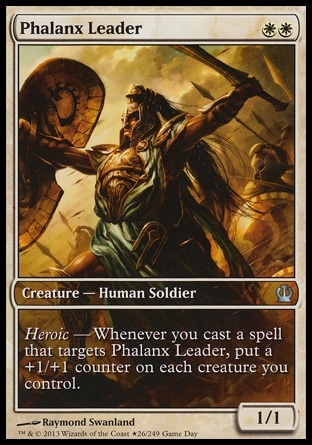 Phalanx Leader
Creature — Human Soldier
Heroic — Whenever you cast a spell
that targets Phalanx Leader, put a
+1/+1 counter on each creature you
control.
Raymond Swanland
™ & © 2013 Wizards of the Coast ★26/249 Game Day
1/1